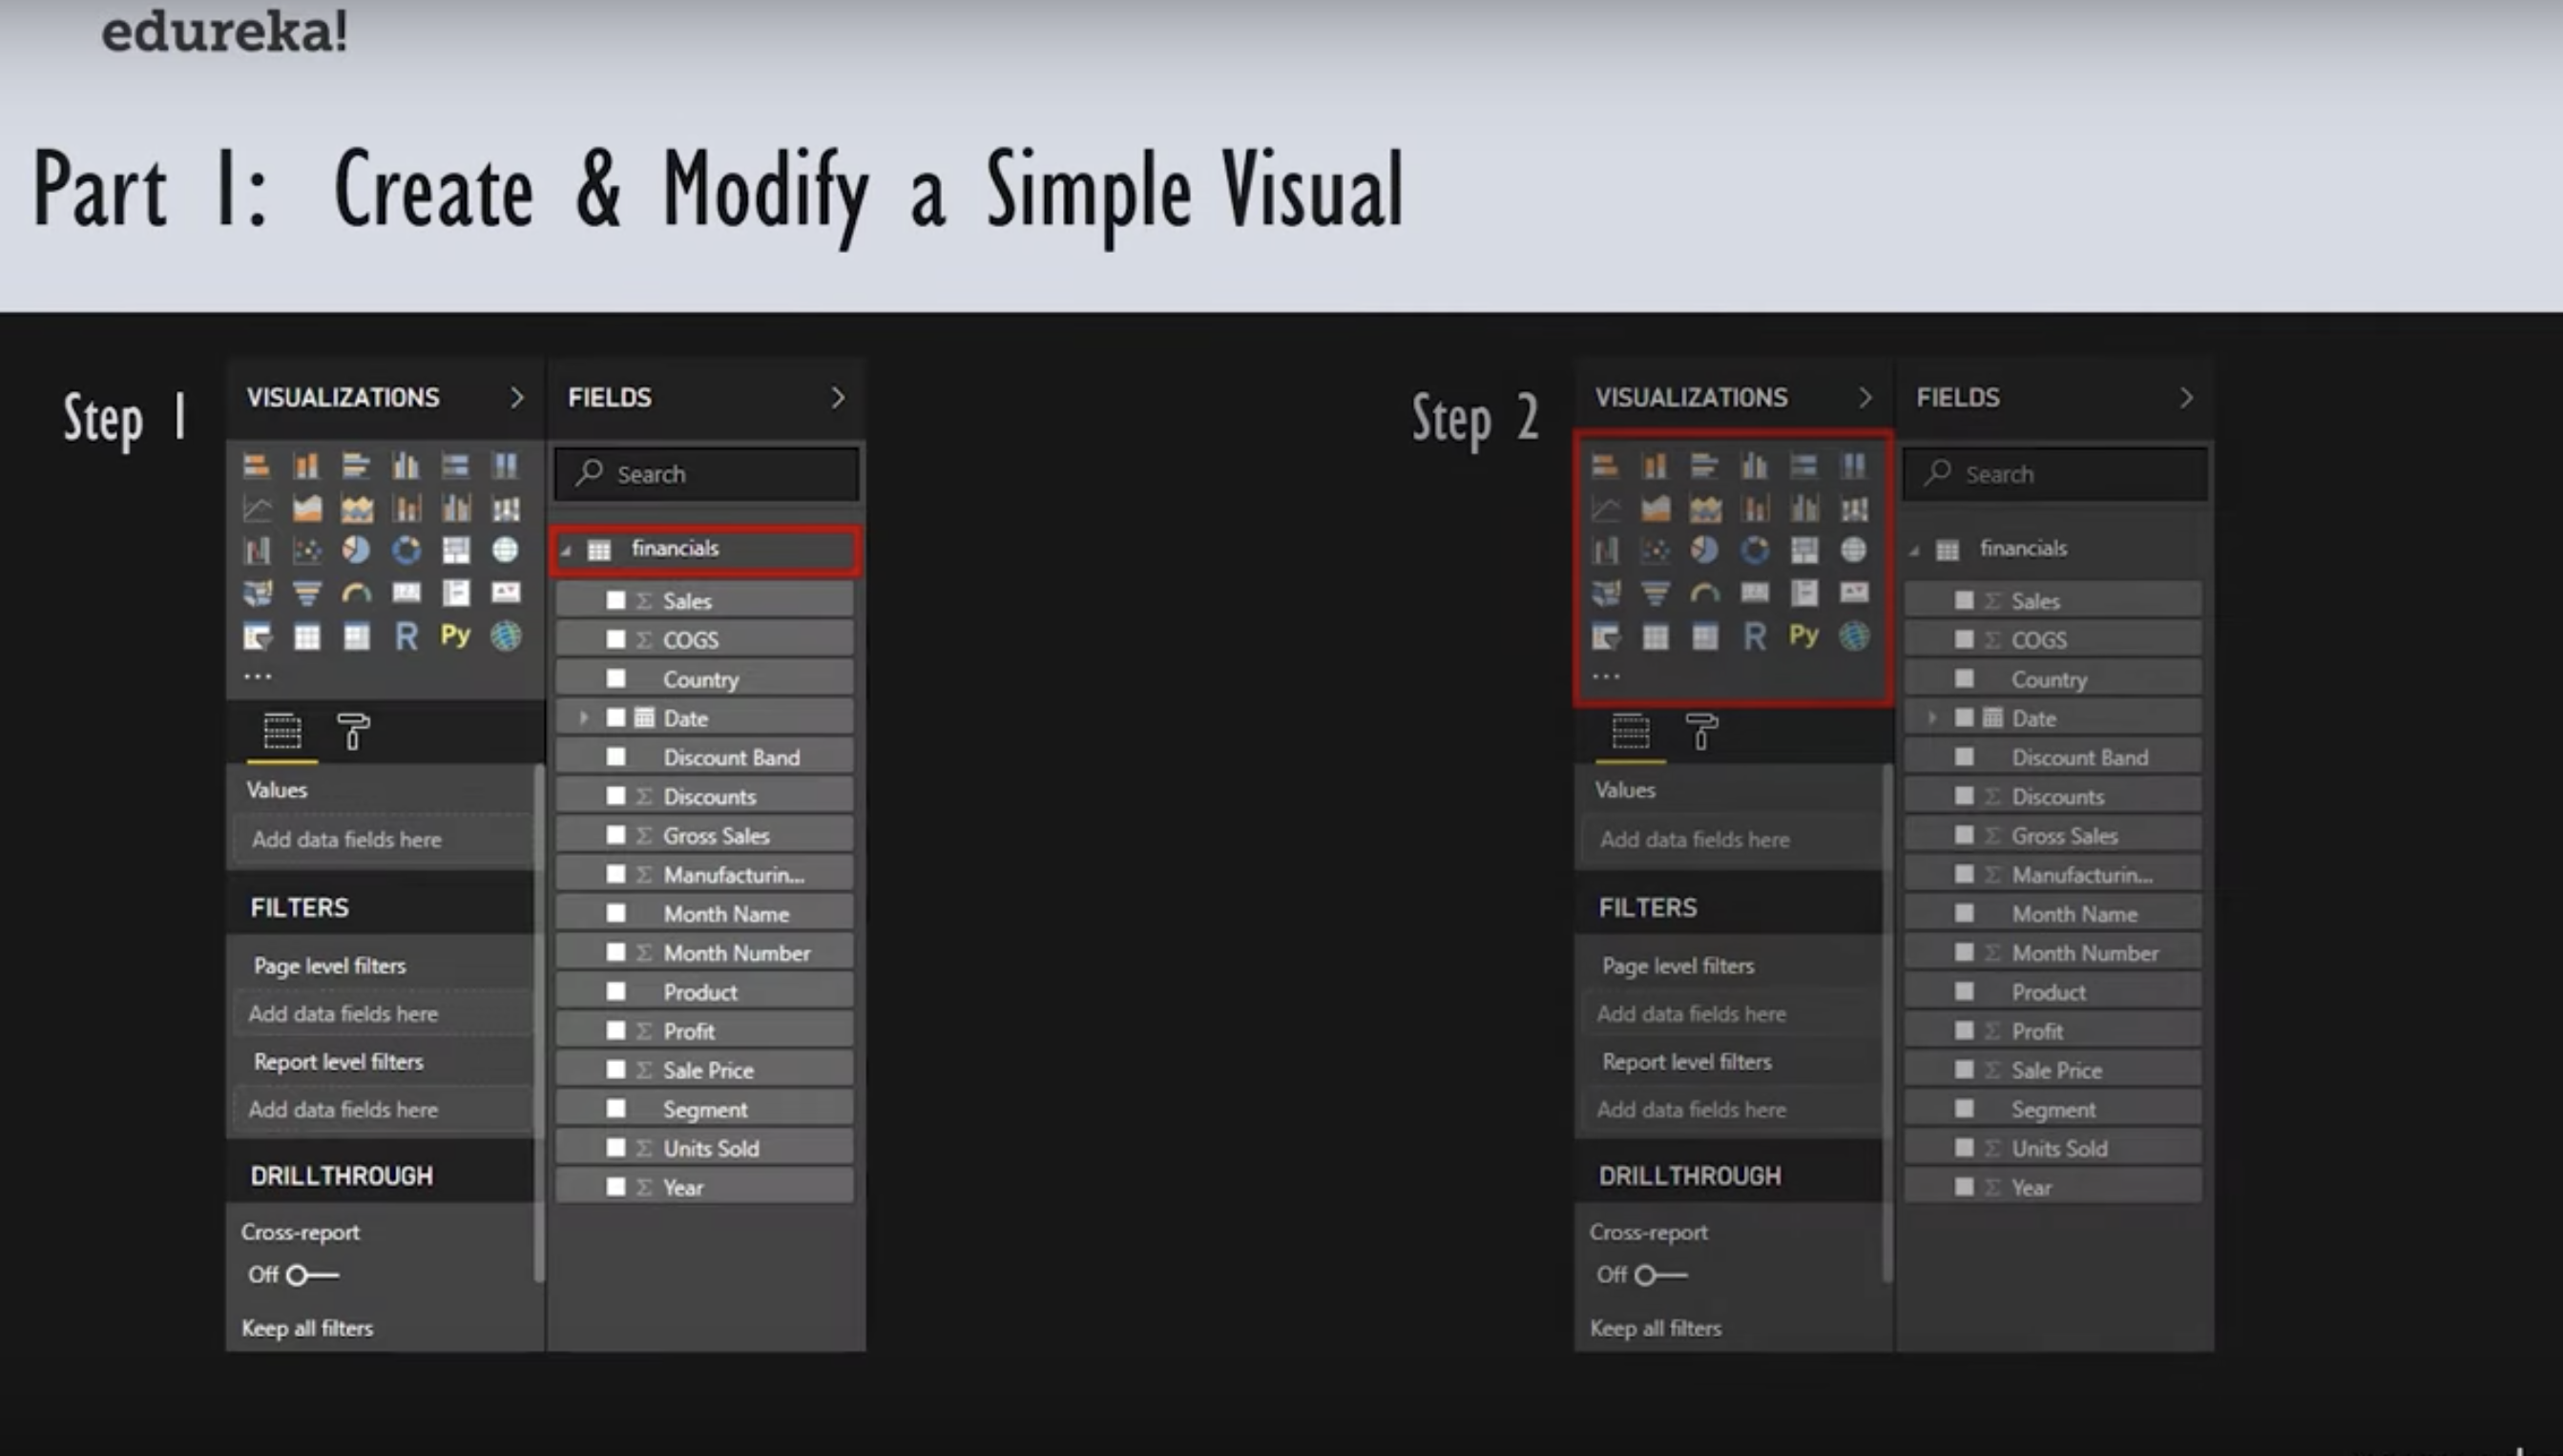 edureka!
Part 1: Create & Modify a Simple Visual
Step 1
VISUALIZATIONS
R Py
...
Values
Add data fields here
FILTERS
Page level filters
Add data fields here
Report level filters
Add data fields here
DRILLTHROUGH
Cross-report
Off
Keep all filters
FIELDS
Search
financials
Σ Sales
Σ COGS
Country
Date
Discount Band
Σ Discounts
Σ Gross Sales
Σ Manufacturin...
Month Name
Σ Month Number
Product
Σ Profit
Σ Sale Price
Segment
Σ Units Sold
Σ Year
Step 2
VISUALIZATIONS
R Py
...
Values
Add data fields here
FILTERS
Page level filters
Add data fields here
Report level filters
Add data fields here
DRILLTHROUGH
Cross-report
Off
Keep all filters
FIELDS
Search
financials
Σ Sales
Σ COGS
Country
Date
Discount Band
Σ Discounts
Σ Gross Sales
Σ Manufacturin...
Month Name
Σ Month Number
Product
Σ Profit
Σ Sale Price
Segment
Σ Units Sold
Σ Year